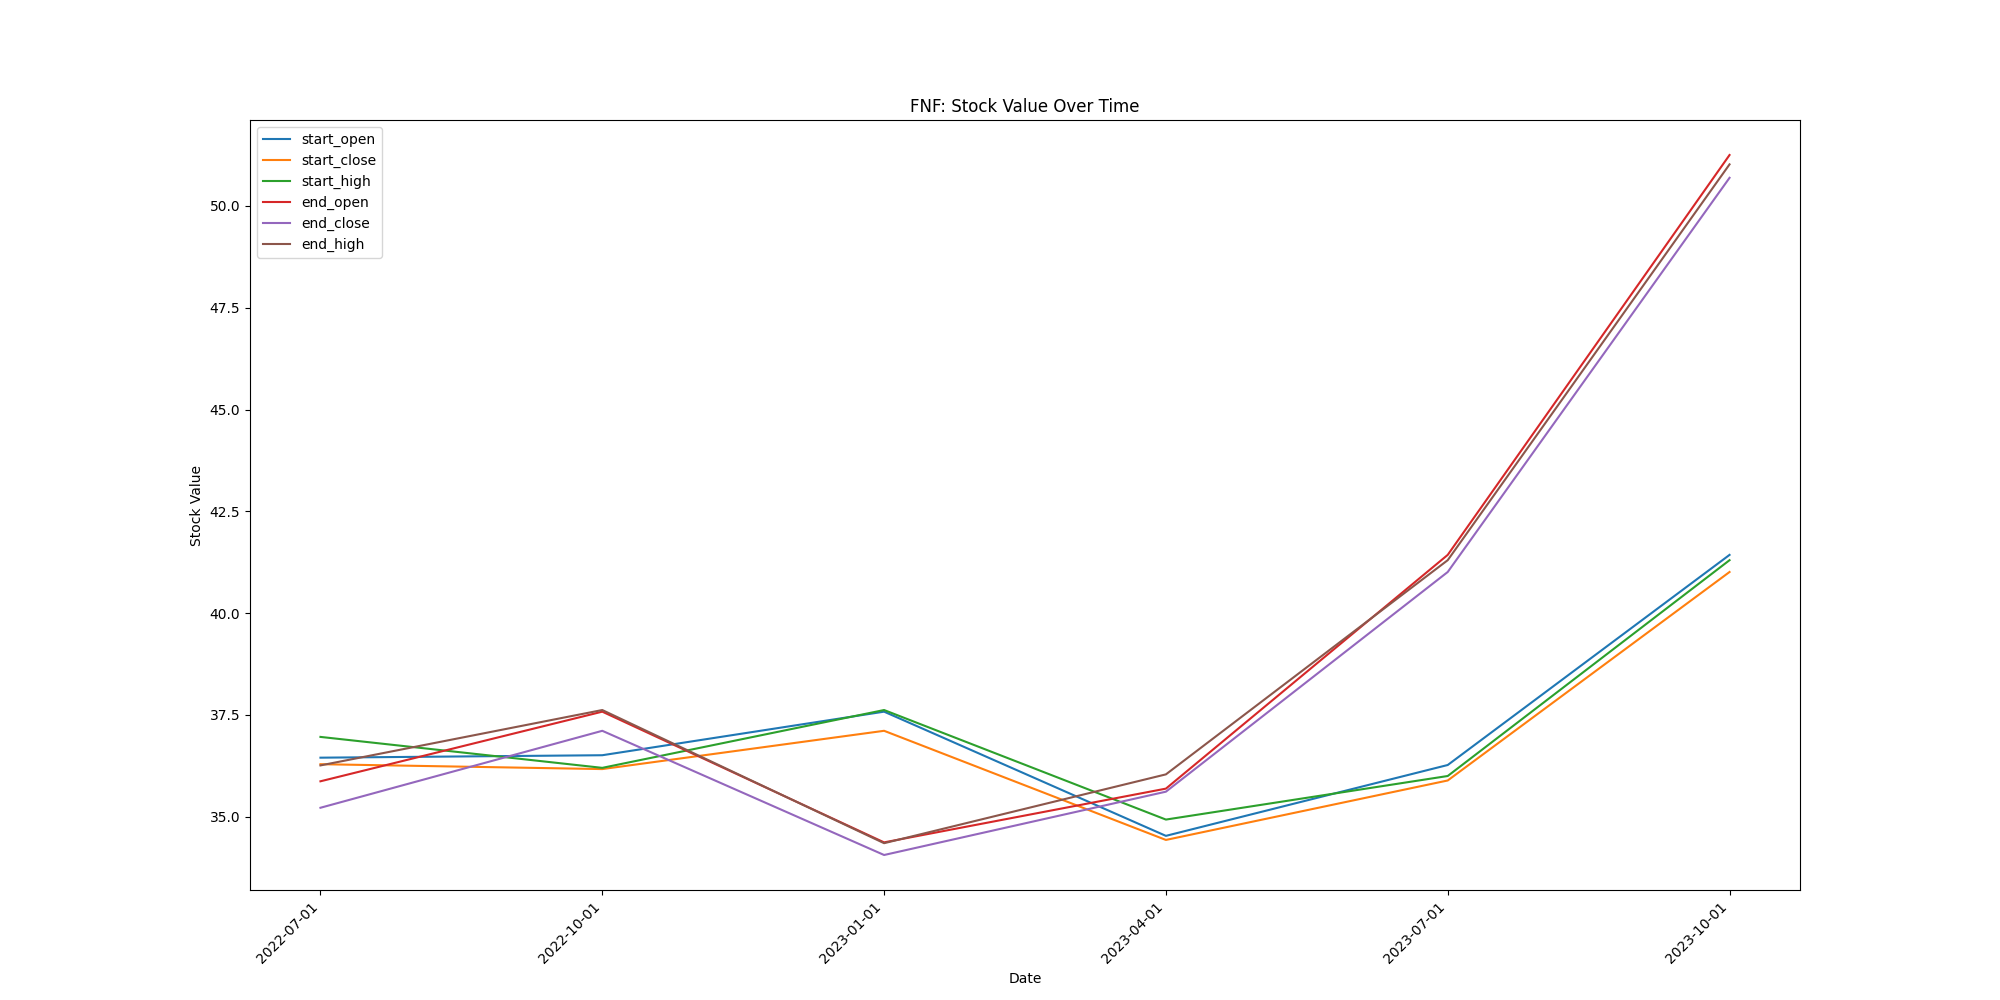 FNF: Stock Value Over Time
start_open
start_close
start_high
end_open
end_close
end_high
50.0
47.5
45.0
42.5
40.0
37.5
35.0
Stock Value
2022-07-01
2022-10-01
2023-01-01
2023-04-01
2023-07-01
2023-10-01
Date